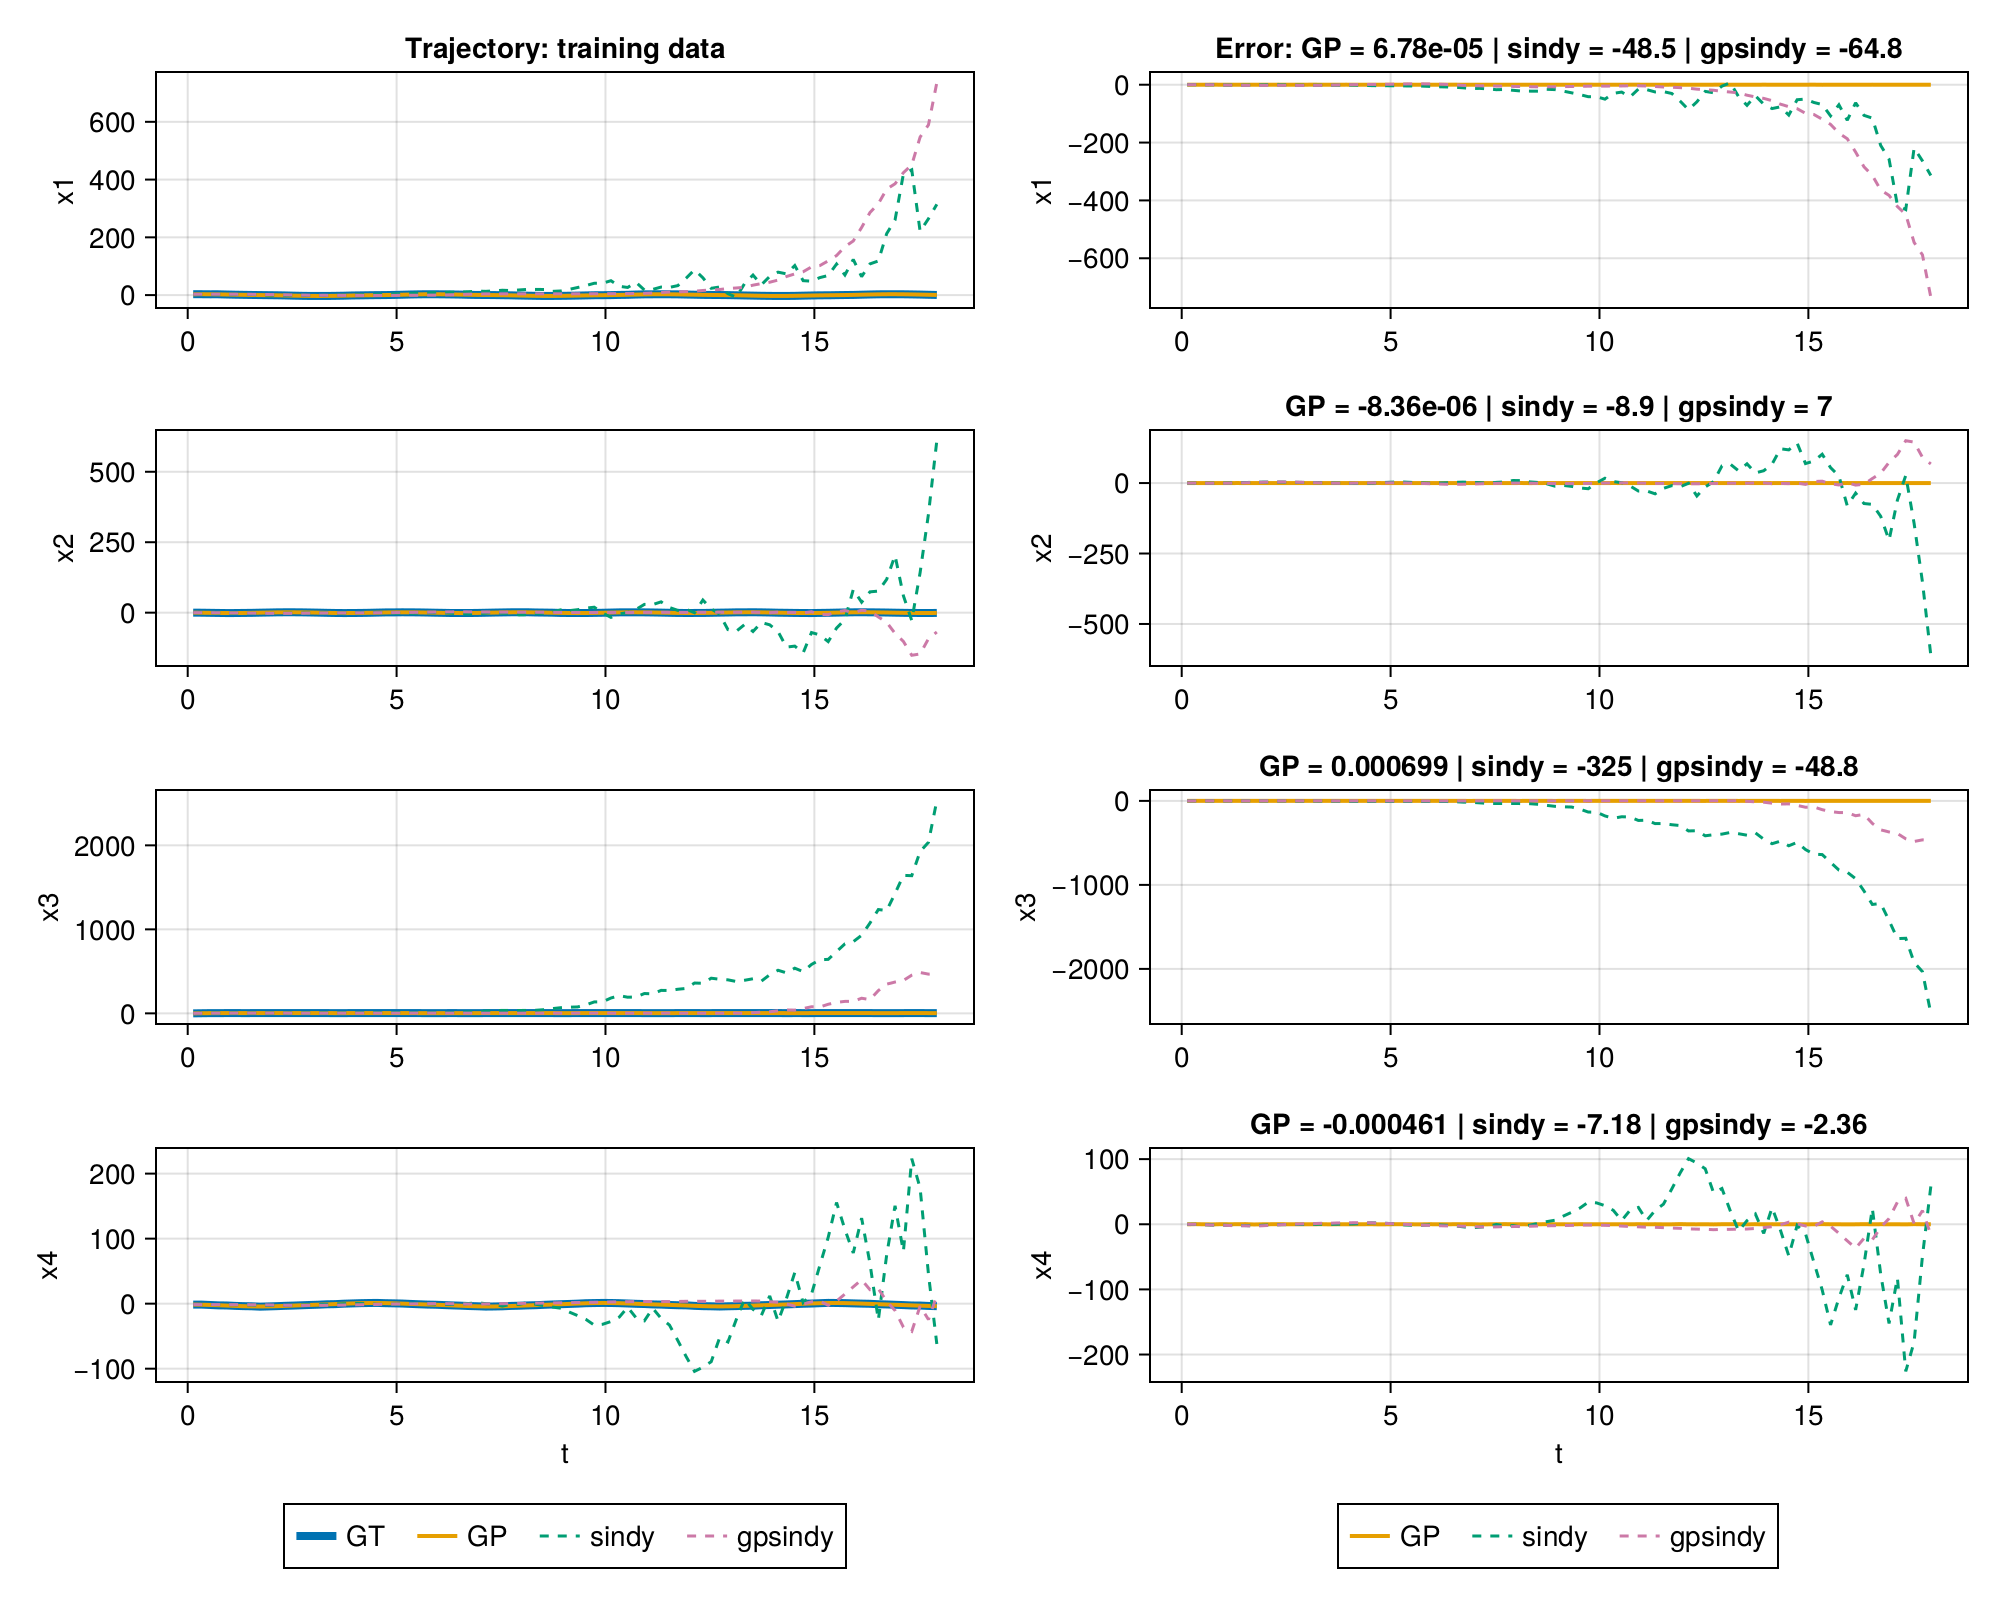 Trajectory: training data
x1
600
400
200
0
0 5 10 15
Error: GP = 6.78e-05 | sindy = -48.5 | gpsindy = -64.8
x1
0
−200
−400
−600
0 5 10 15
x2
500
250
0
0 5 10 15
GP = -8.36e-06 | sindy = -8.9 | gpsindy = 7
x2
0
−250
−500
0 5 10 15
x3
2000
1000
0
0 5 10 15
GP = 0.000699 | sindy = -325 | gpsindy = -48.8
x3
0
−1000
−2000
0 5 10 15
x4
200
100
0
−100
0 5 10 15
t
GP = -0.000461 | sindy = -7.18 | gpsindy = -2.36
x4
100
0
−100
−200
0 5 10 15
t
GT GP sindy gpsindy
GP sindy gpsindy